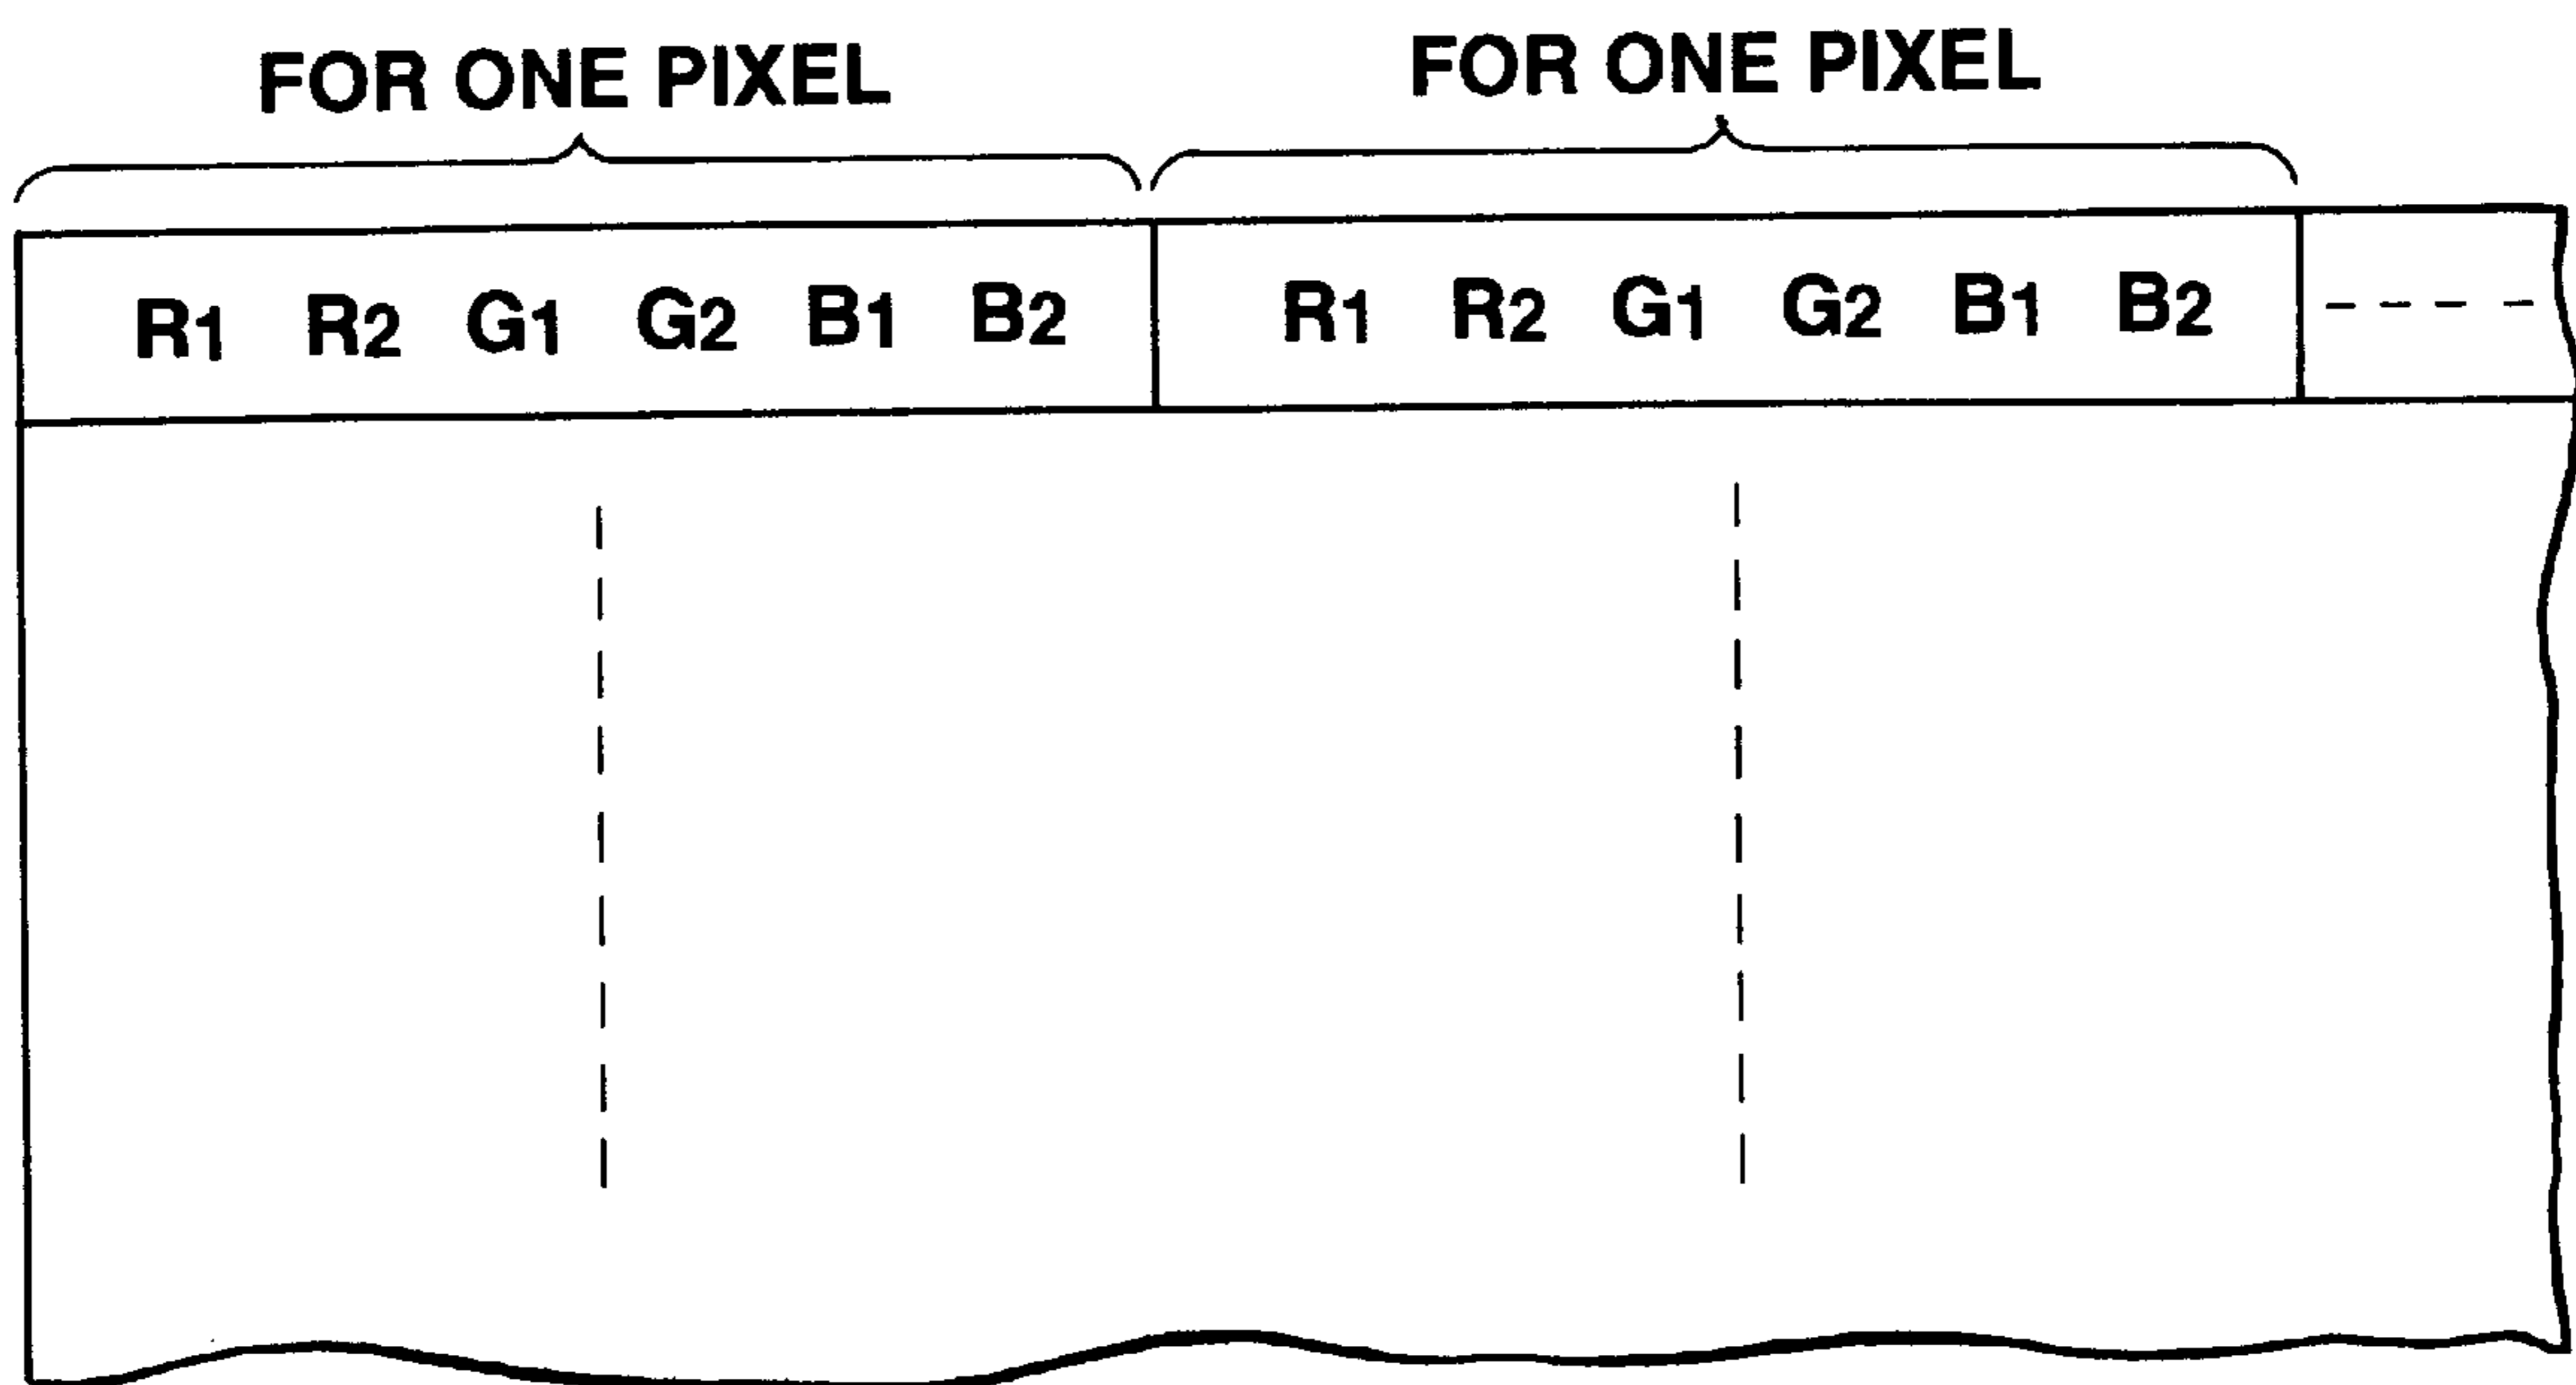 FOR ONE PIXEL FOR ONE PIXEL
R1 R2 G1 G2 B1 B2 R1 R2 G1 G2 B1 B2